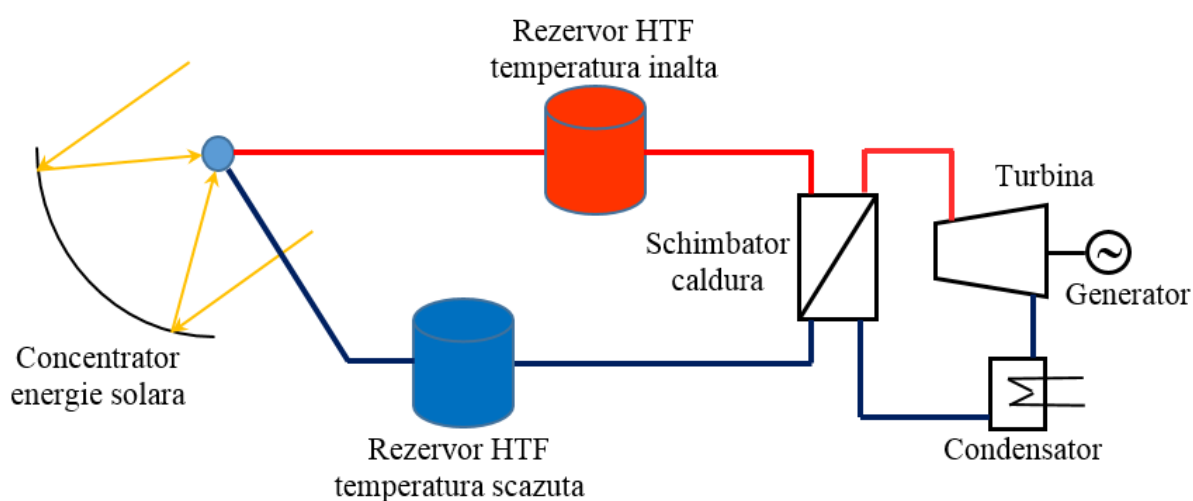 Rezervor HTF
temperatura inalta
Turbina
Schimbator
caldura
~
Generator
Concentrator
energie solara
Condensator
Rezervor HTF
temperatura scazuta